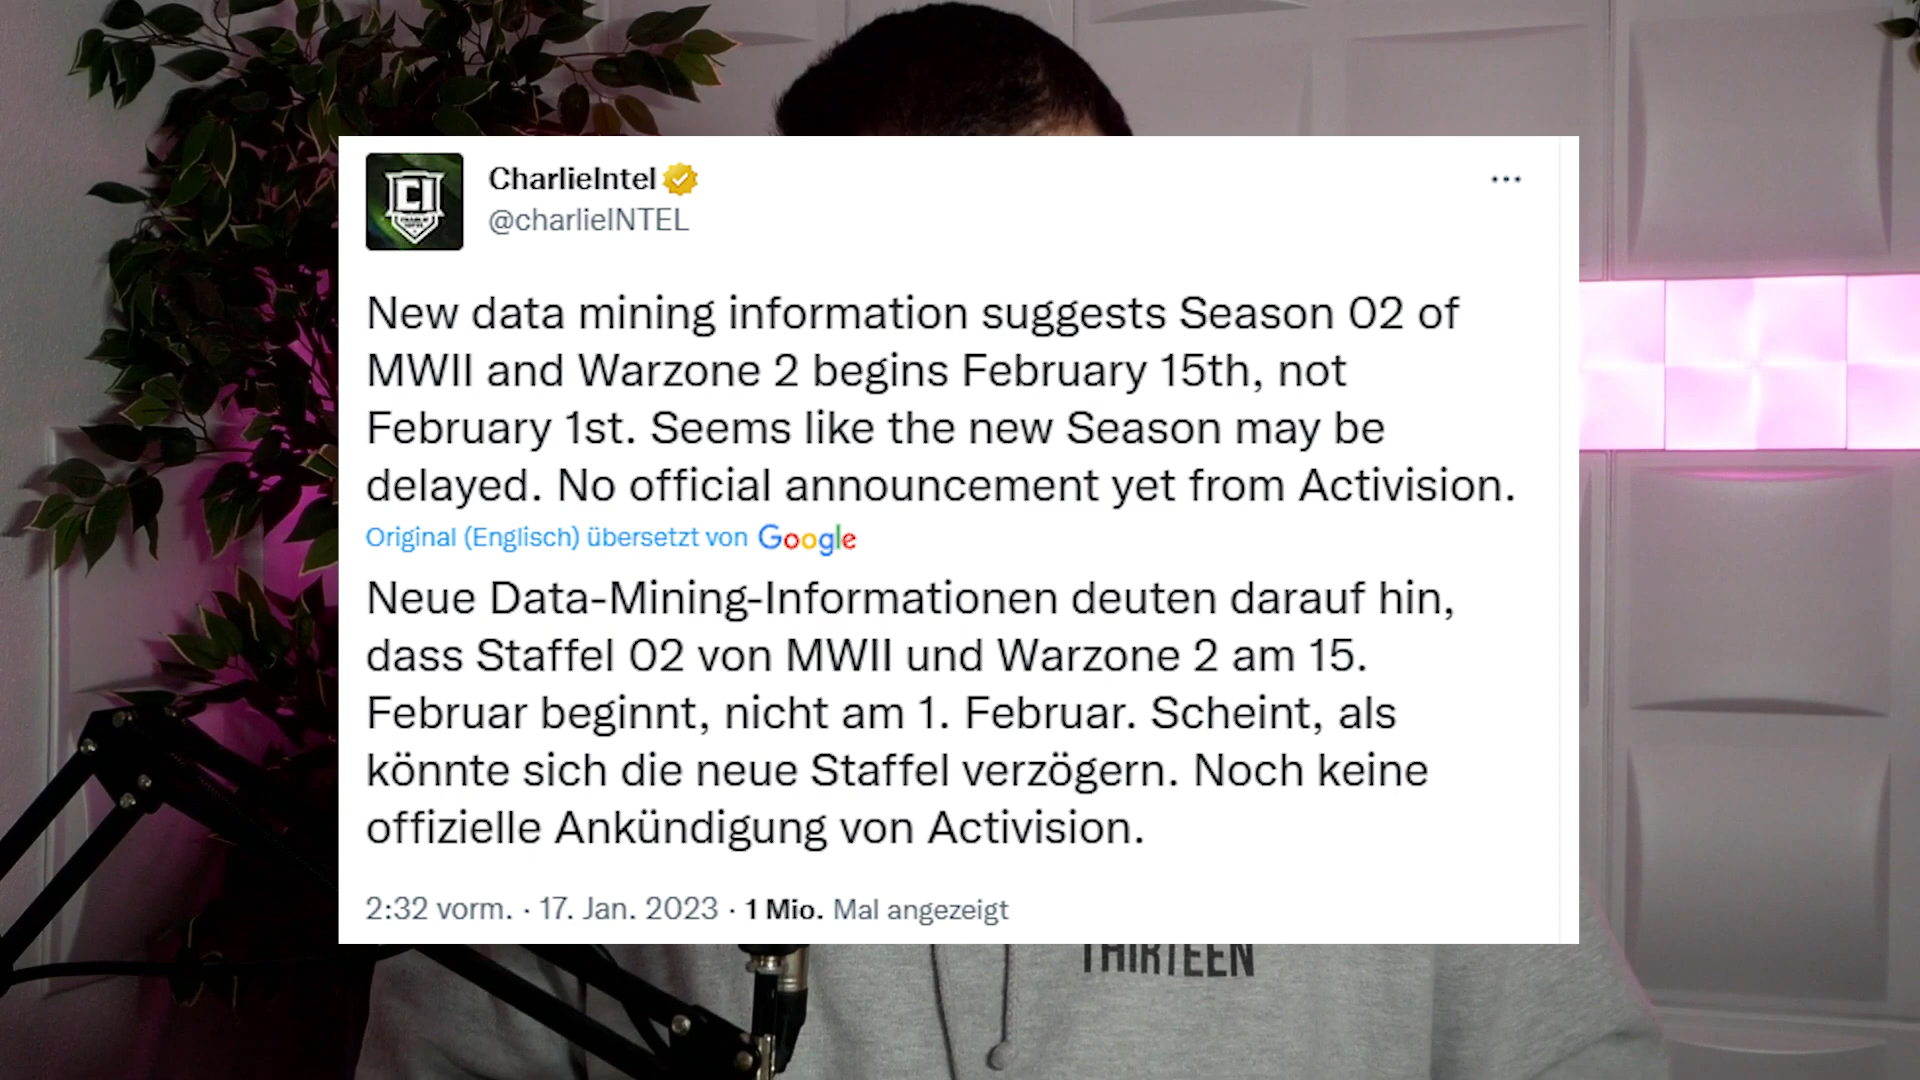 CharlieIntel
@charlieINTEL
CI
New data mining information suggests Season 02 of
MWII and Warzone 2 begins February 15th, not
February 1st. Seems like the new Season may be
delayed. No official announcement yet from Activision.
Original (Englisch) übersetzt von Google
Neue Data-Mining-Informationen deuten darauf hin,
dass Staffel 02 von MWII und Warzone 2 am 15.
Februar beginnt, nicht am 1. Februar. Scheint, als
könnte sich die neue Staffel verzögern. Noch keine
offizielle Ankündigung von Activision.
2:32 vorm. · 17. Jan. 2023 · 1 Mio. Mal angezeigt
THIRTEEN